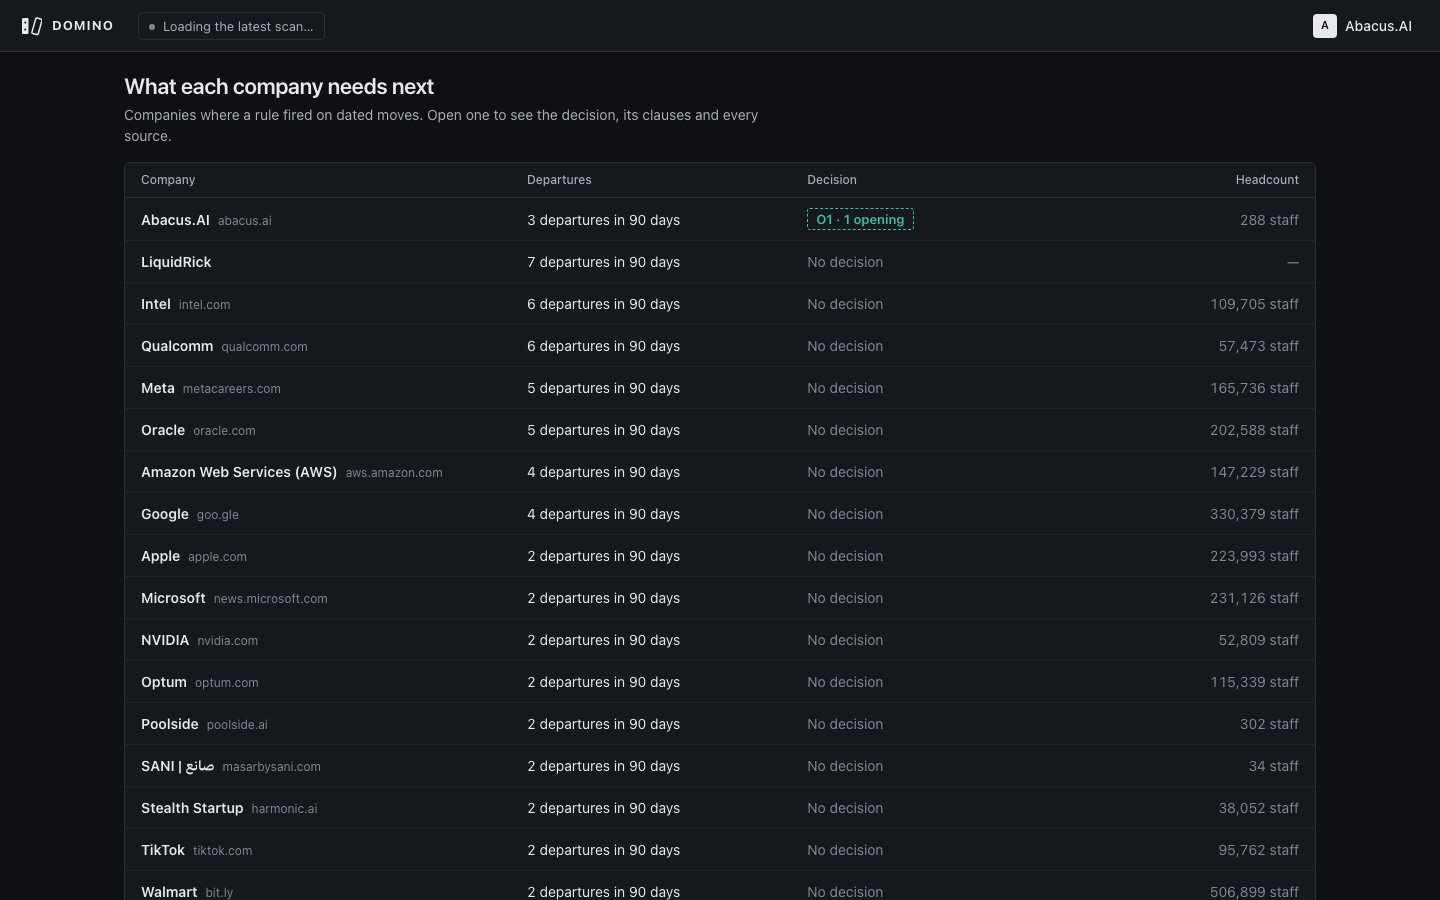 DOMINO
Loading the latest scan...
A
Abacus.AI
What each company needs next
Companies where a rule fired on dated moves. Open one to see the decision, its clauses and every
source.
Company Departures Decision Headcount
Abacus.AI abacus.ai 3 departures in 90 days O1 · 1 opening 288 staff
LiquidRick 7 departures in 90 days No decision —
Intel intel.com 6 departures in 90 days No decision 109,705 staff
Qualcomm qualcomm.com 6 departures in 90 days No decision 57,473 staff
Meta metacareers.com 5 departures in 90 days No decision 165,736 staff
Oracle oracle.com 5 departures in 90 days No decision 202,588 staff
Amazon Web Services (AWS) aws.amazon.com 4 departures in 90 days No decision 147,229 staff
Google goo.gle 4 departures in 90 days No decision 330,379 staff
Apple apple.com 2 departures in 90 days No decision 223,993 staff
Microsoft news.microsoft.com 2 departures in 90 days No decision 231,126 staff
NVIDIA nvidia.com 2 departures in 90 days No decision 52,809 staff
Optum optum.com 2 departures in 90 days No decision 115,339 staff
Poolside poolside.ai 2 departures in 90 days No decision 302 staff
SANI | صانع masarbysani.com 2 departures in 90 days No decision 34 staff
Stealth Startup harmonic.ai 2 departures in 90 days No decision 38,052 staff
TikTok tiktok.com 2 departures in 90 days No decision 95,762 staff
Walmart bit.ly 2 departures in 90 days No decision 506,899 staff